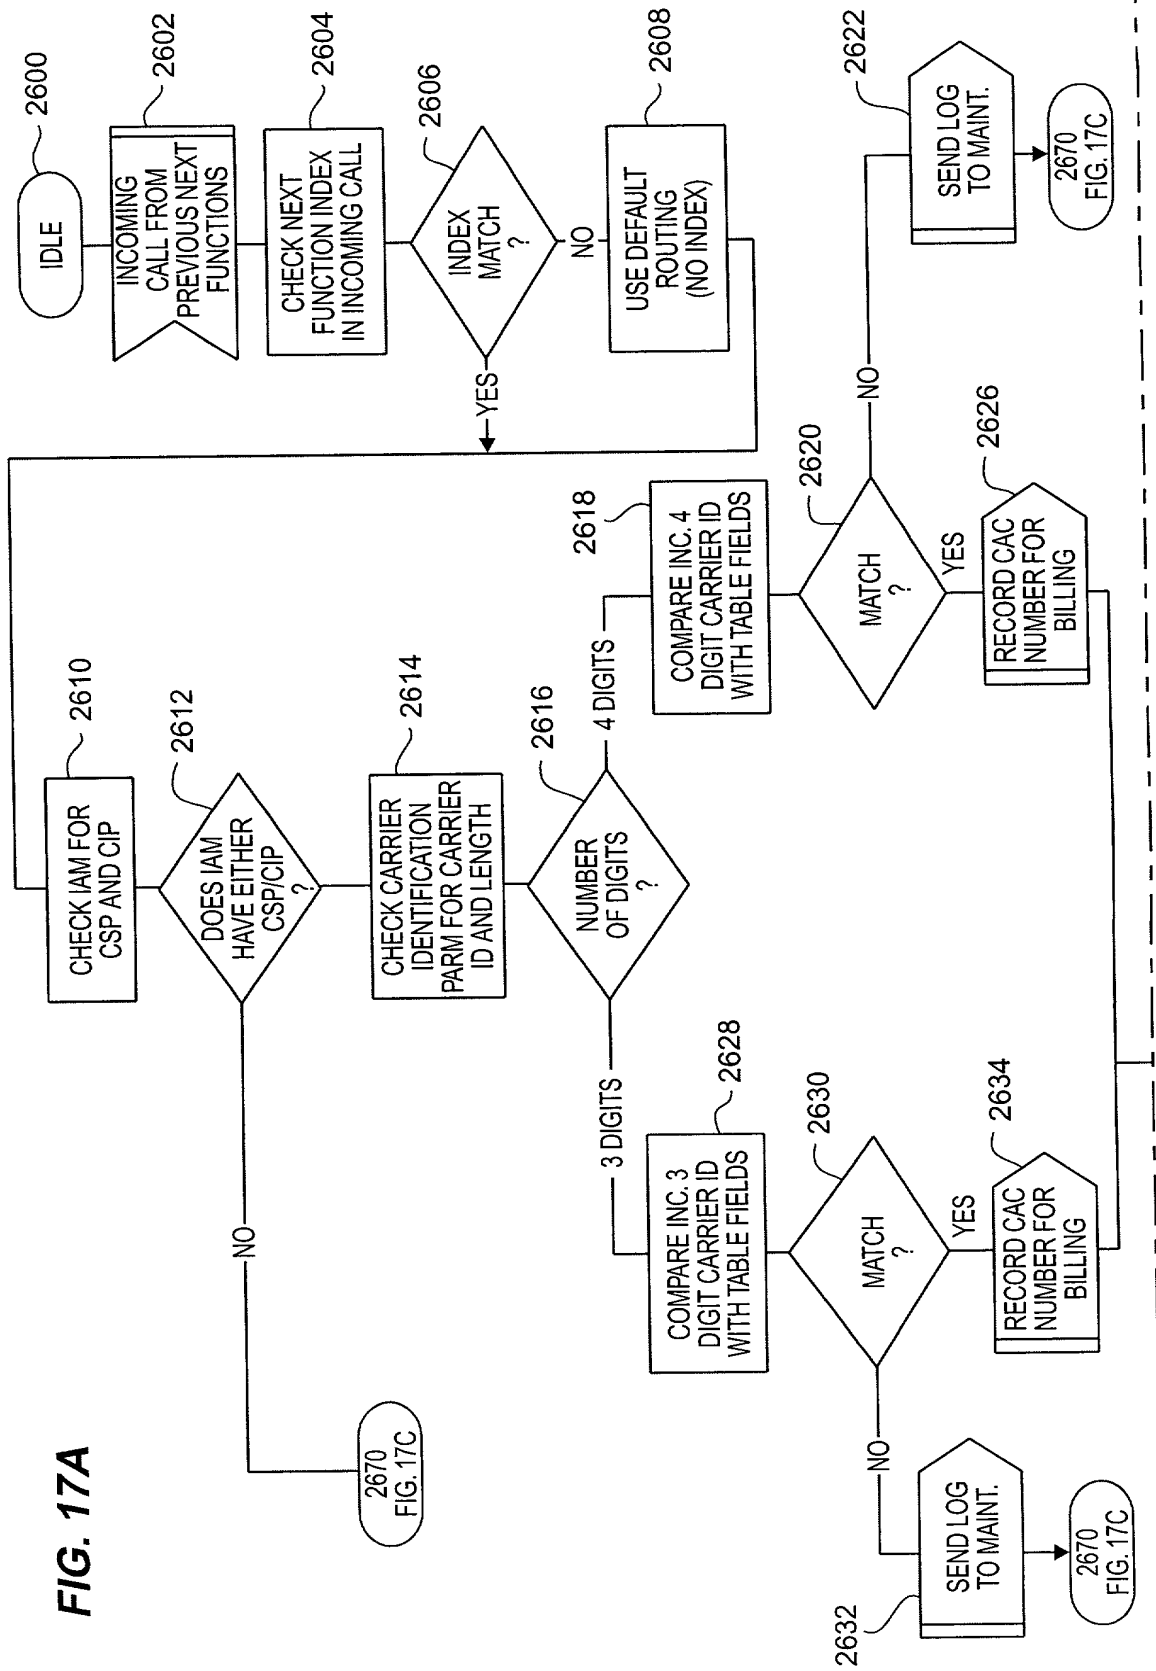 FIG. 17A
2600
IDLE
2602
INCOMING
CALL FROM
PREVIOUS NEXT
FUNCTIONS
2604
CHECK NEXT
FUNCTION INDEX
IN INCOMING CALL
2606
INDEX
MATCH
?
YES
NO
2608
USE DEFAULT
ROUTING
(NO INDEX)
2610
CHECK IAM FOR
CSP AND CIP
2612
DOES IAM
HAVE EITHER
CSP/CIP
?
NO
2670
FIG. 17C
2614
CHECK CARRIER
IDENTIFICATION
PARM FOR CARRIER
ID AND LENGTH
2616
NUMBER
OF DIGITS
?
3 DIGITS
4 DIGITS
2618
COMPARE INC. 4
DIGIT CARRIER ID
WITH TABLE FIELDS
2620
MATCH
?
NO
2622
SEND LOG
TO MAINT.
2670
FIG. 17C
YES
2626
RECORD CAC
NUMBER FOR
BILLING
2628
COMPARE INC. 3
DIGIT CARRIER ID
WITH TABLE FIELDS
2630
MATCH
?
NO
2632
SEND LOG
TO MAINT.
2670
FIG. 17C
YES
2634
RECORD CAC
NUMBER FOR
BILLING